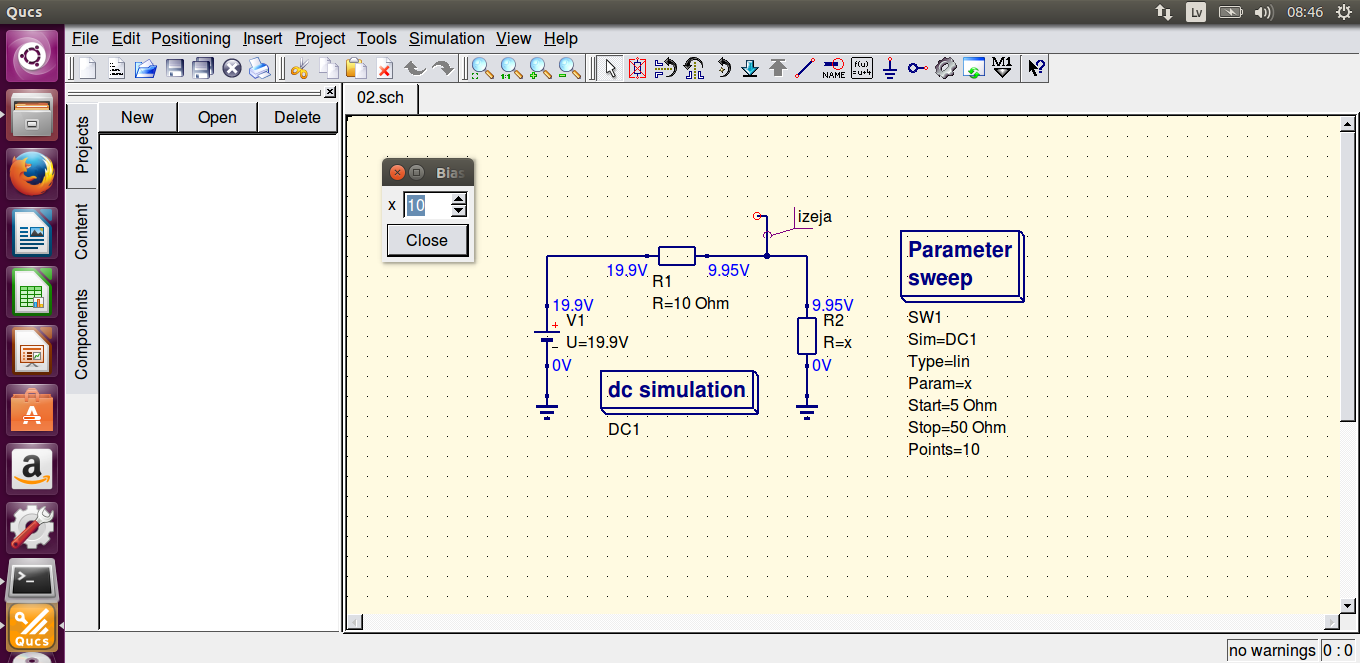 Qucs
Lv
08:46
File Edit Positioning Insert Project Tools Simulation View Help
1:1
NAME
f(u)
=u+4
M1
New Open Delete
02.sch
Projects
Content
Components
Bias
x 10
Close
izeja
19.9V
9.95V
R1
R=10 Ohm
19.9V
V1
U=19.9V
0V
9.95V
R2
R=x
0V
dc simulation
DC1
Parameter
sweep
SW1
Sim=DC1
Type=lin
Param=x
Start=5 Ohm
Stop=50 Ohm
Points=10
Qucs
no warnings 0 : 0